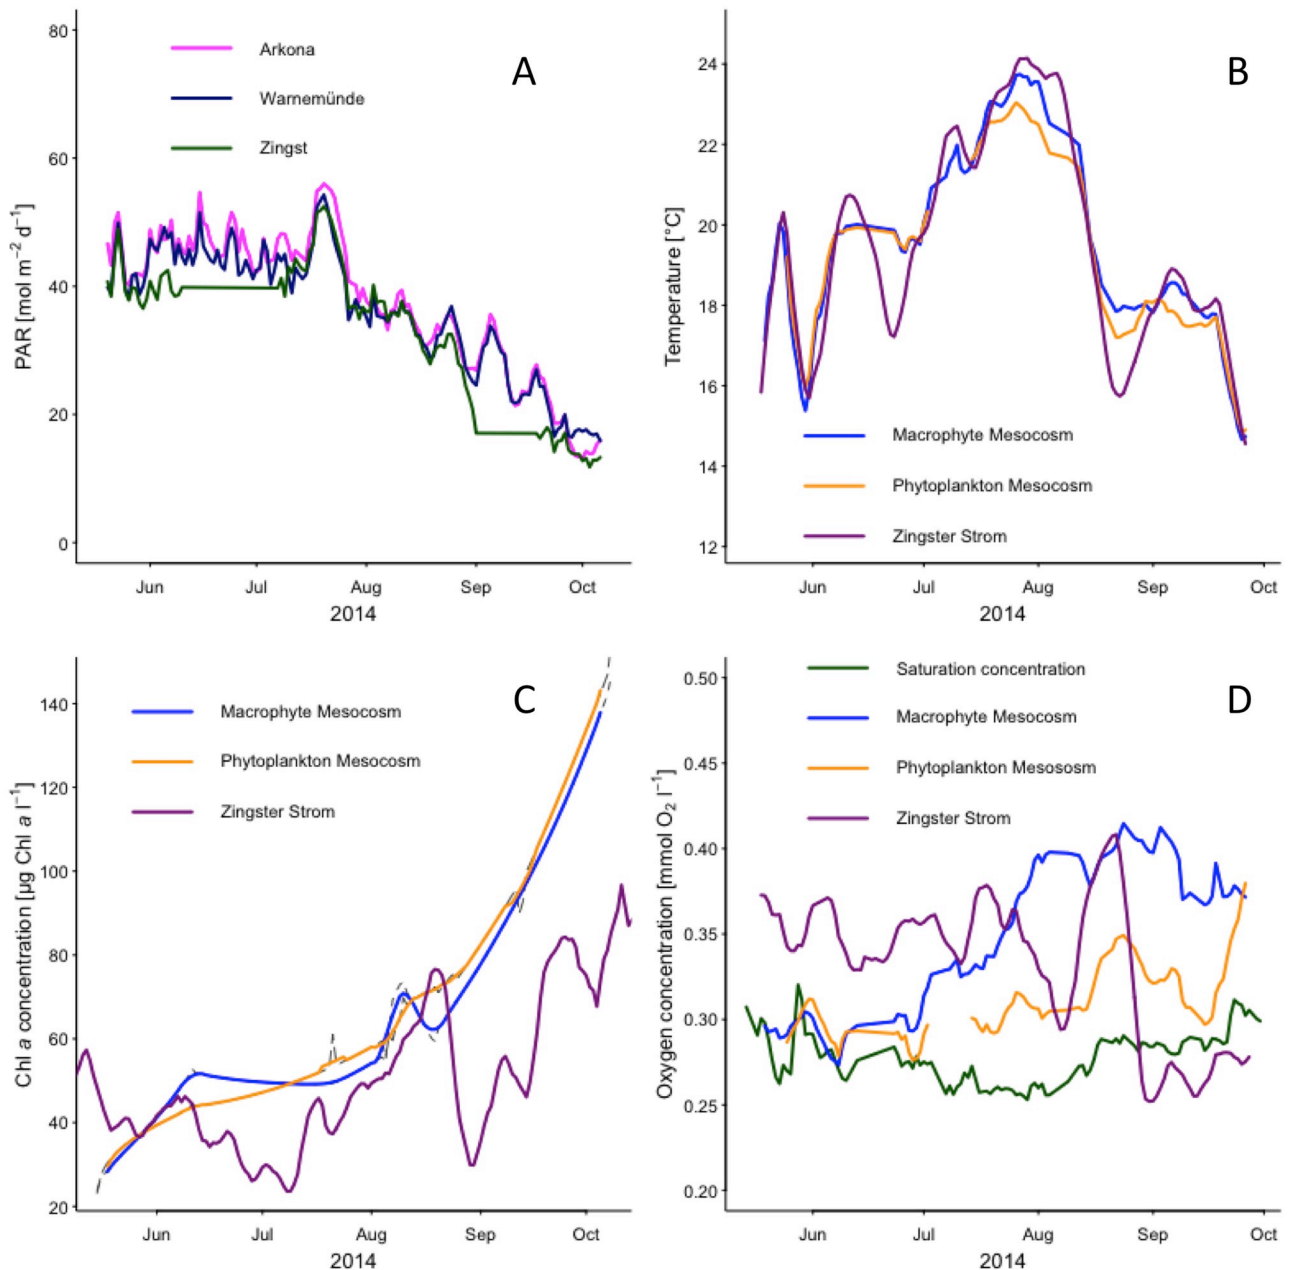 A
Arkona
Warnemünde
Zingst
PAR [mol m⁻² d⁻¹]
80
60
40
20
0
Jun Jul Aug Sep Oct
2014
B
Temperature [°C]
24
22
20
18
16
14
12
Macrophyte Mesocosm
Phytoplankton Mesocosm
Zingster Strom
Jun Jul Aug Sep Oct
2014
C
Macrophyte Mesocosm
Phytoplankton Mesocosm
Zingster Strom
Chl a concentration [µg Chl a l⁻¹]
140
120
100
80
60
40
20
Jun Jul Aug Sep Oct
2014
D
Saturation concentration
Macrophyte Mesocosm
Phytoplankton Mesososm
Zingster Strom
Oxygen concentration [mmol O₂ l⁻¹]
0.50
0.45
0.40
0.35
0.30
0.25
0.20
Jun Jul Aug Sep Oct
2014